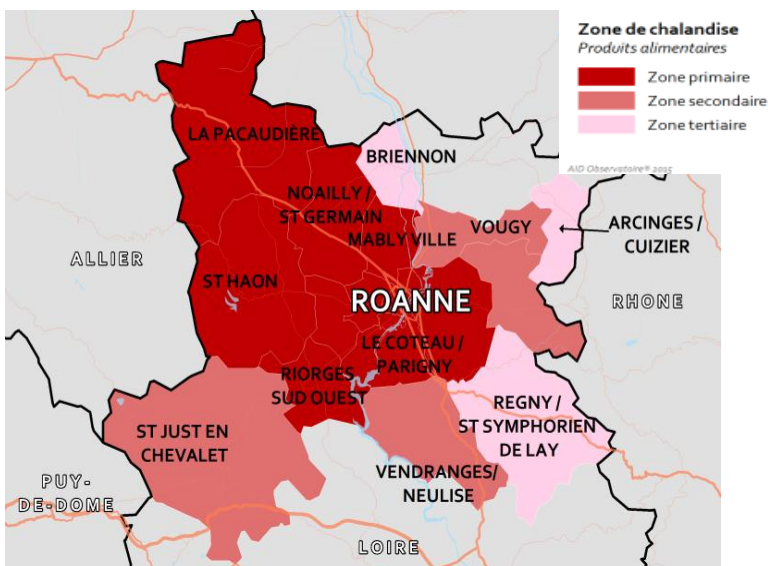 Zone de chalandise
Produits alimentaires
Zone primaire
Zone secondaire
Zone tertiaire
AID Observatoire® 2015
LA PACAUDIÈRE
BRIENNON
NOAILLY /
ST GERMAIN
MABLY VILLE
VOUGY
ARCINGES /
CUIZIER
ALLIER
ST HAON
ROANNE
RHONE
LE COTEAU /
PARIGNY
RIORGES
SUD OUEST
ST JUST EN
CHEVALET
REGNY /
ST SYMPHORIEN
DE LAY
VENDRANGES/
NEULISE
PUY-
DE-DOME
LOIRE